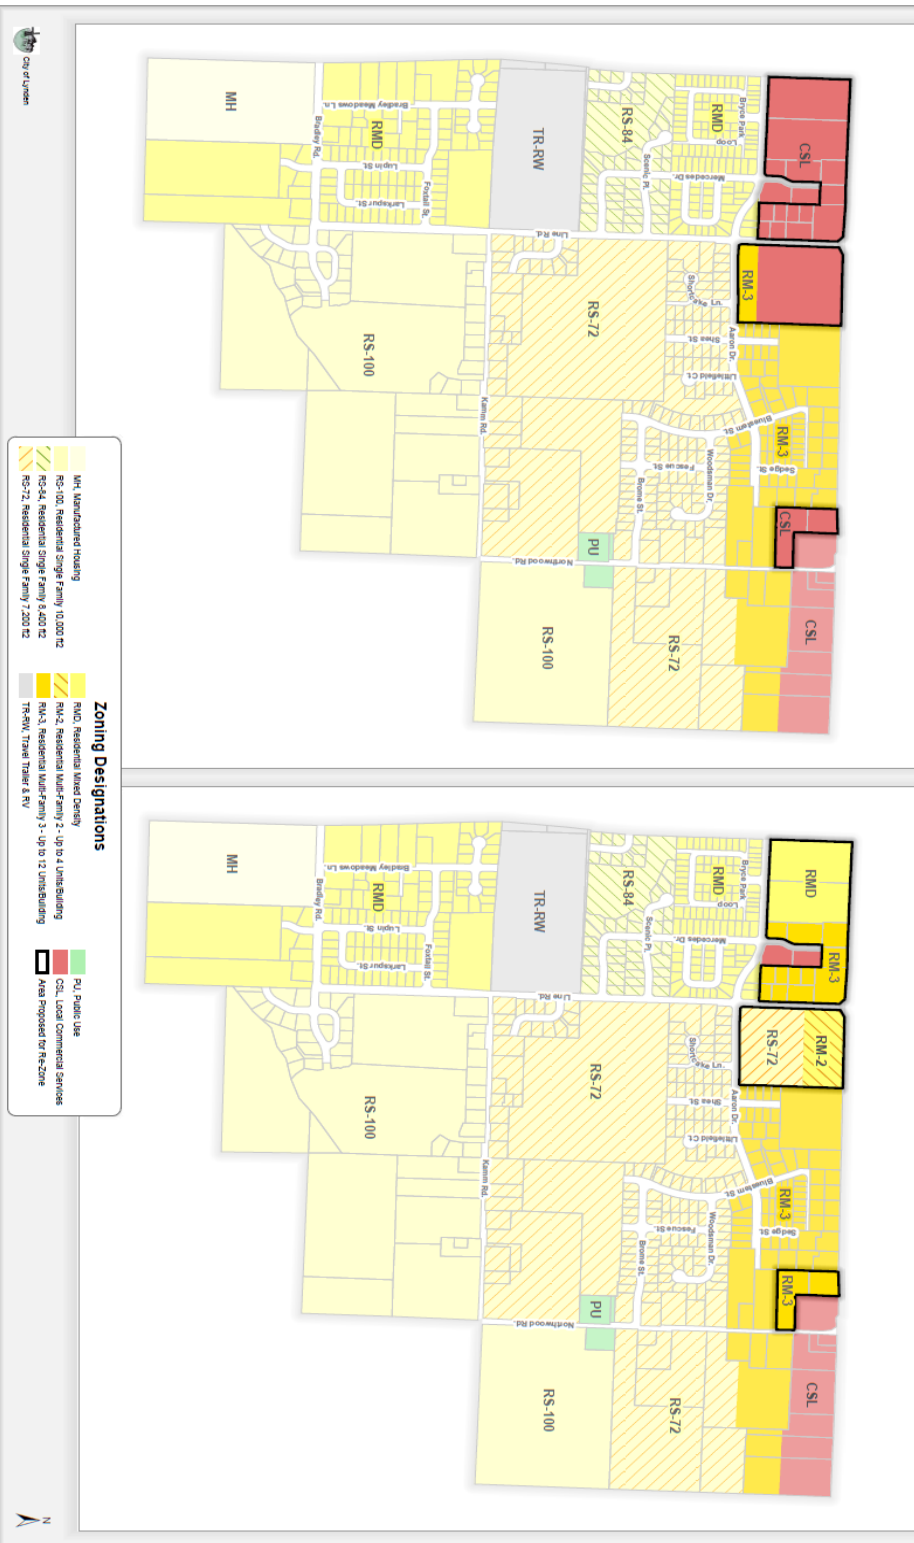 CSL
CSL
CSL
RM-3
RM-3
Bryce Park
Loop
RMD
Mercedes Dr.
Scenic Pl.
RS-84
TR-RW
Line Rd.
Aaron Dr.
Shea St.
Littlefield Ct.
Bluestem St.
Sedge St.
Woodsman Dr.
Fescue St.
Brome St.
RS-72
RS-72
PU
Northwood Rd.
RS-100
RS-100
Kamm Rd.
Foxtail St.
Bradley Meadows Ln.
RMD
Lupin St.
Larkspur St.
Bradley Rd.
MH
RMD
RM-3
RM-2
RS-72
RM-3
RM-3
CSL
Bryce Park
Loop
RMD
Mercedes Dr.
Scenic Pl.
RS-84
TR-RW
Line Rd.
Aaron Dr.
Shea St.
Littlefield Ct.
Bluestem St.
Sedge St.
Woodsman Dr.
Fescue St.
Brome St.
RS-72
RS-72
PU
Northwood Rd.
RS-100
RS-100
Kamm Rd.
Foxtail St.
Bradley Meadows Ln.
RMD
Lupin St.
Larkspur St.
Bradley Rd.
MH
Zoning Designations
MH, Manufactured Housing
RS-100, Residential Single Family 10,000 ft2
RS-84, Residential Single Family 8,400 ft2
RS-72, Residential Single Family 7,200 ft2
RMD, Residential Mixed Density
RM-2, Residential Multi-Family 2 - Up to 4 Units/Building
RM-3, Residential Multi-Family 3 - Up to 12 Units/Building
TR-RW, Travel Trailer & RV
PU, Public Use
CSL, Local Commercial Services
Area Proposed for Re-Zone
City of Lynden
N